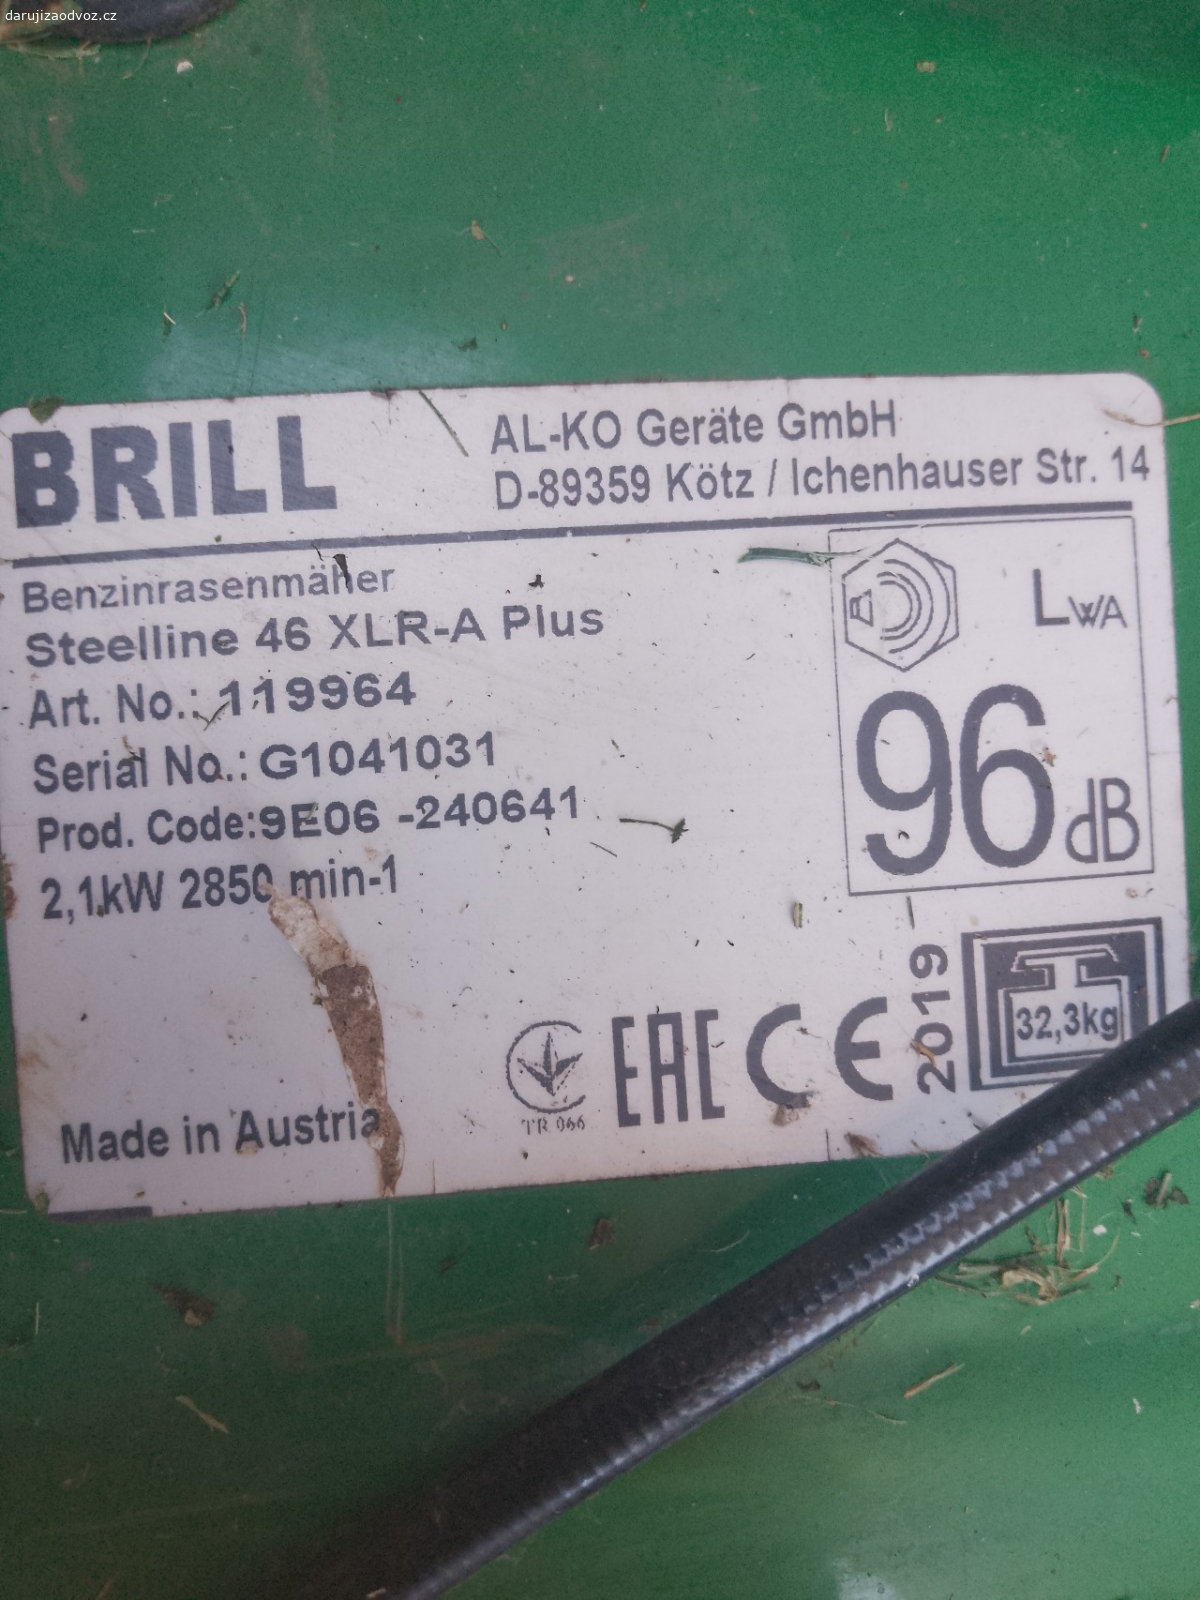 darujizaodvoz.cz
BRILL
AL-KO Geräte GmbH
D-89359 Kötz / Ichenhauser Str. 14
Benzinrasenmäher
Steelline 46 XLR-A Plus
Art. No.: 119964
Serial No.: G1041031
Prod. Code:9E06 -240641
2,1kW 2850 min-1
LWA
96 dB
2019
32,3kg
EAC CE
TR 066
Made in Austria